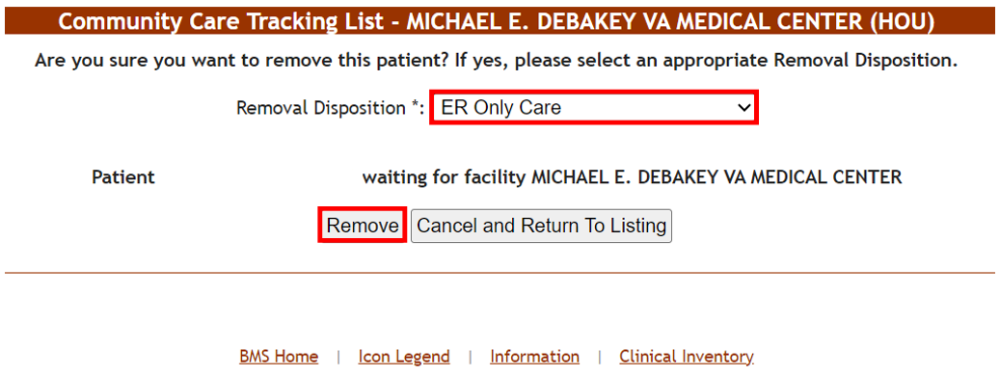 Community Care Tracking List - MICHAEL E. DEBAKEY VA MEDICAL CENTER (HOU)
Are you sure you want to remove this patient? If yes, please select an appropriate Removal Disposition.
Removal Disposition *: ER Only Care
Patient waiting for facility MICHAEL E. DEBAKEY VA MEDICAL CENTER
Remove Cancel and Return To Listing
BMS Home | Icon Legend | Information | Clinical Inventory